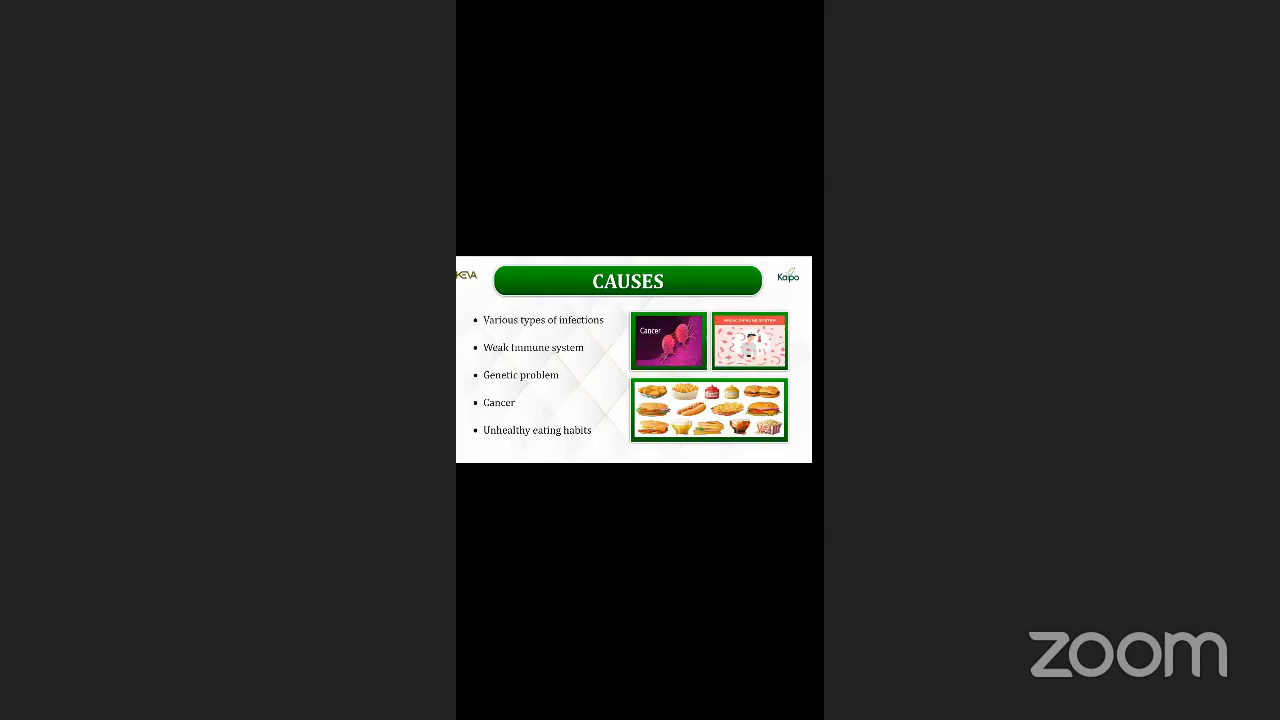 KEVA
CAUSES
Kapo
• Various types of infections
• Weak Immune system
• Genetic problem
• Cancer
• Unhealthy eating habits
Cancer
WEAK IMMUNE SYSTEM
zoom